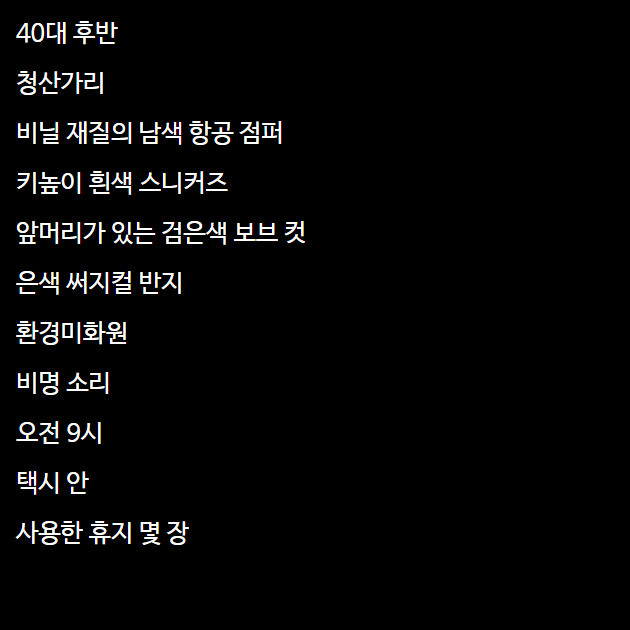 40대 후반
청산가리
비닐 재질의 남색 항공 점퍼
키높이 흰색 스니커즈
앞머리가 있는 검은색 보브 컷
은색 써지컬 반지
환경미화원
비명 소리
오전 9시
택시 안
사용한 휴지 몇 장